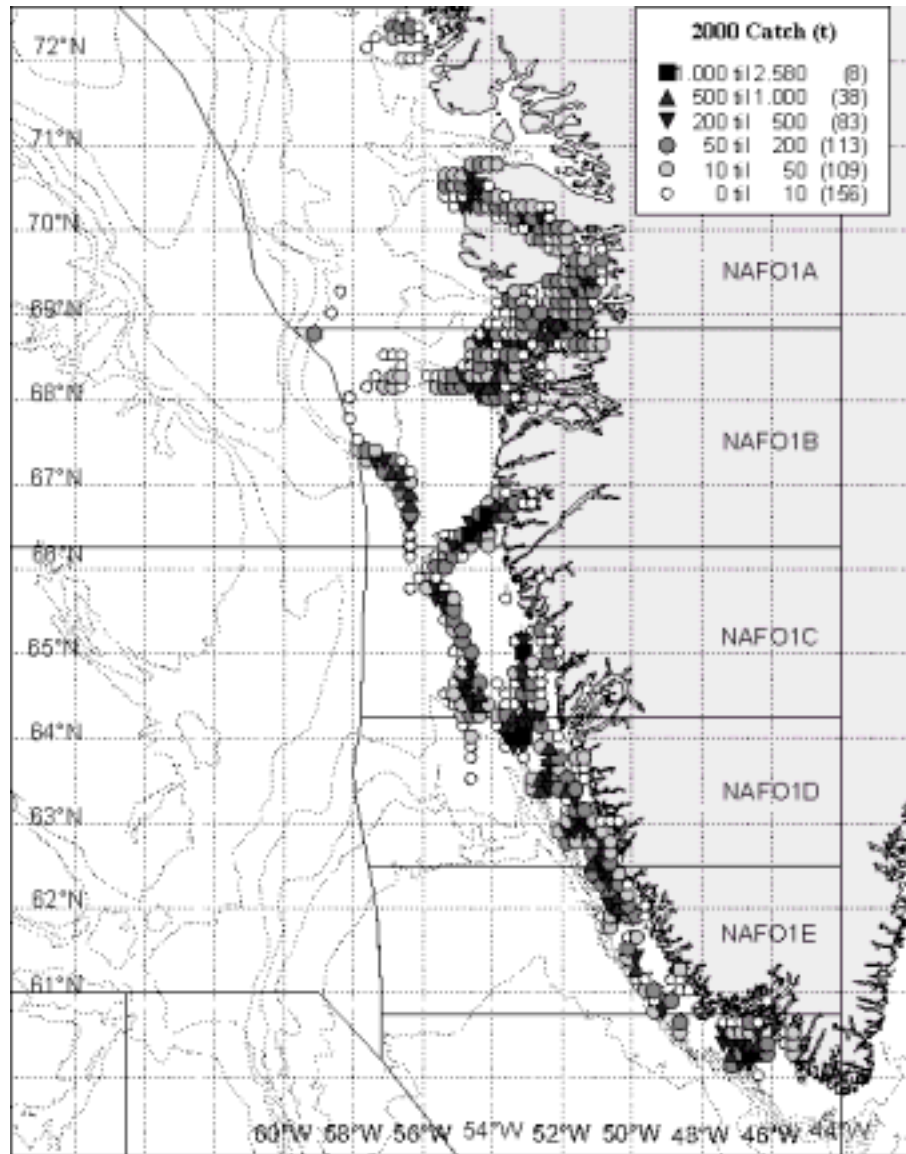 2000 Catch (t)
1.000 til 2.580 (8)
500 til 1.000 (38)
200 til 500 (83)
50 til 200 (113)
10 til 50 (109)
0 til 10 (156)
72°N
71°N
70°N
NAFO1A
69°N
68°N
NAFO1B
67°N
66°N
NAFO1C
65°N
64°N
NAFO1D
63°N
62°N
NAFO1E
61°N
60°W 58°W 56°W 54°W 52°W 50°W 48°W 46°W 44°W